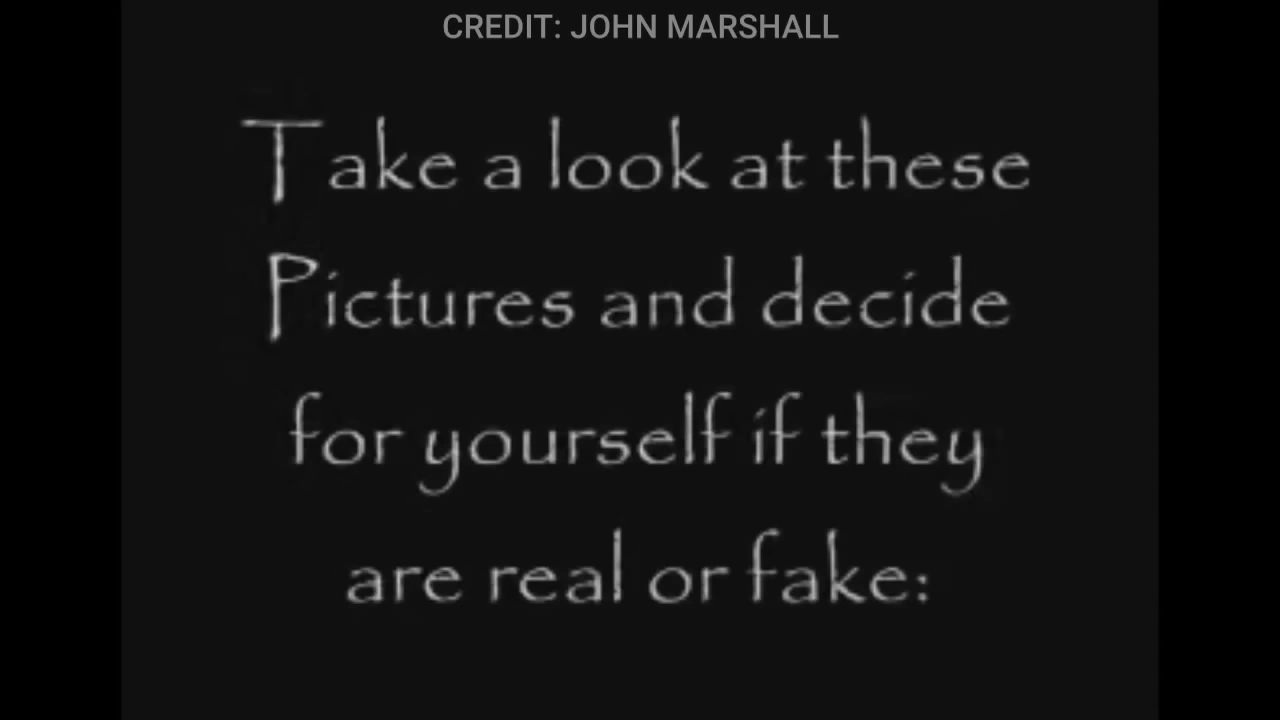 CREDIT: JOHN MARSHALL
Take a look at these
Pictures and decide
for yourself if they
are real or fake: